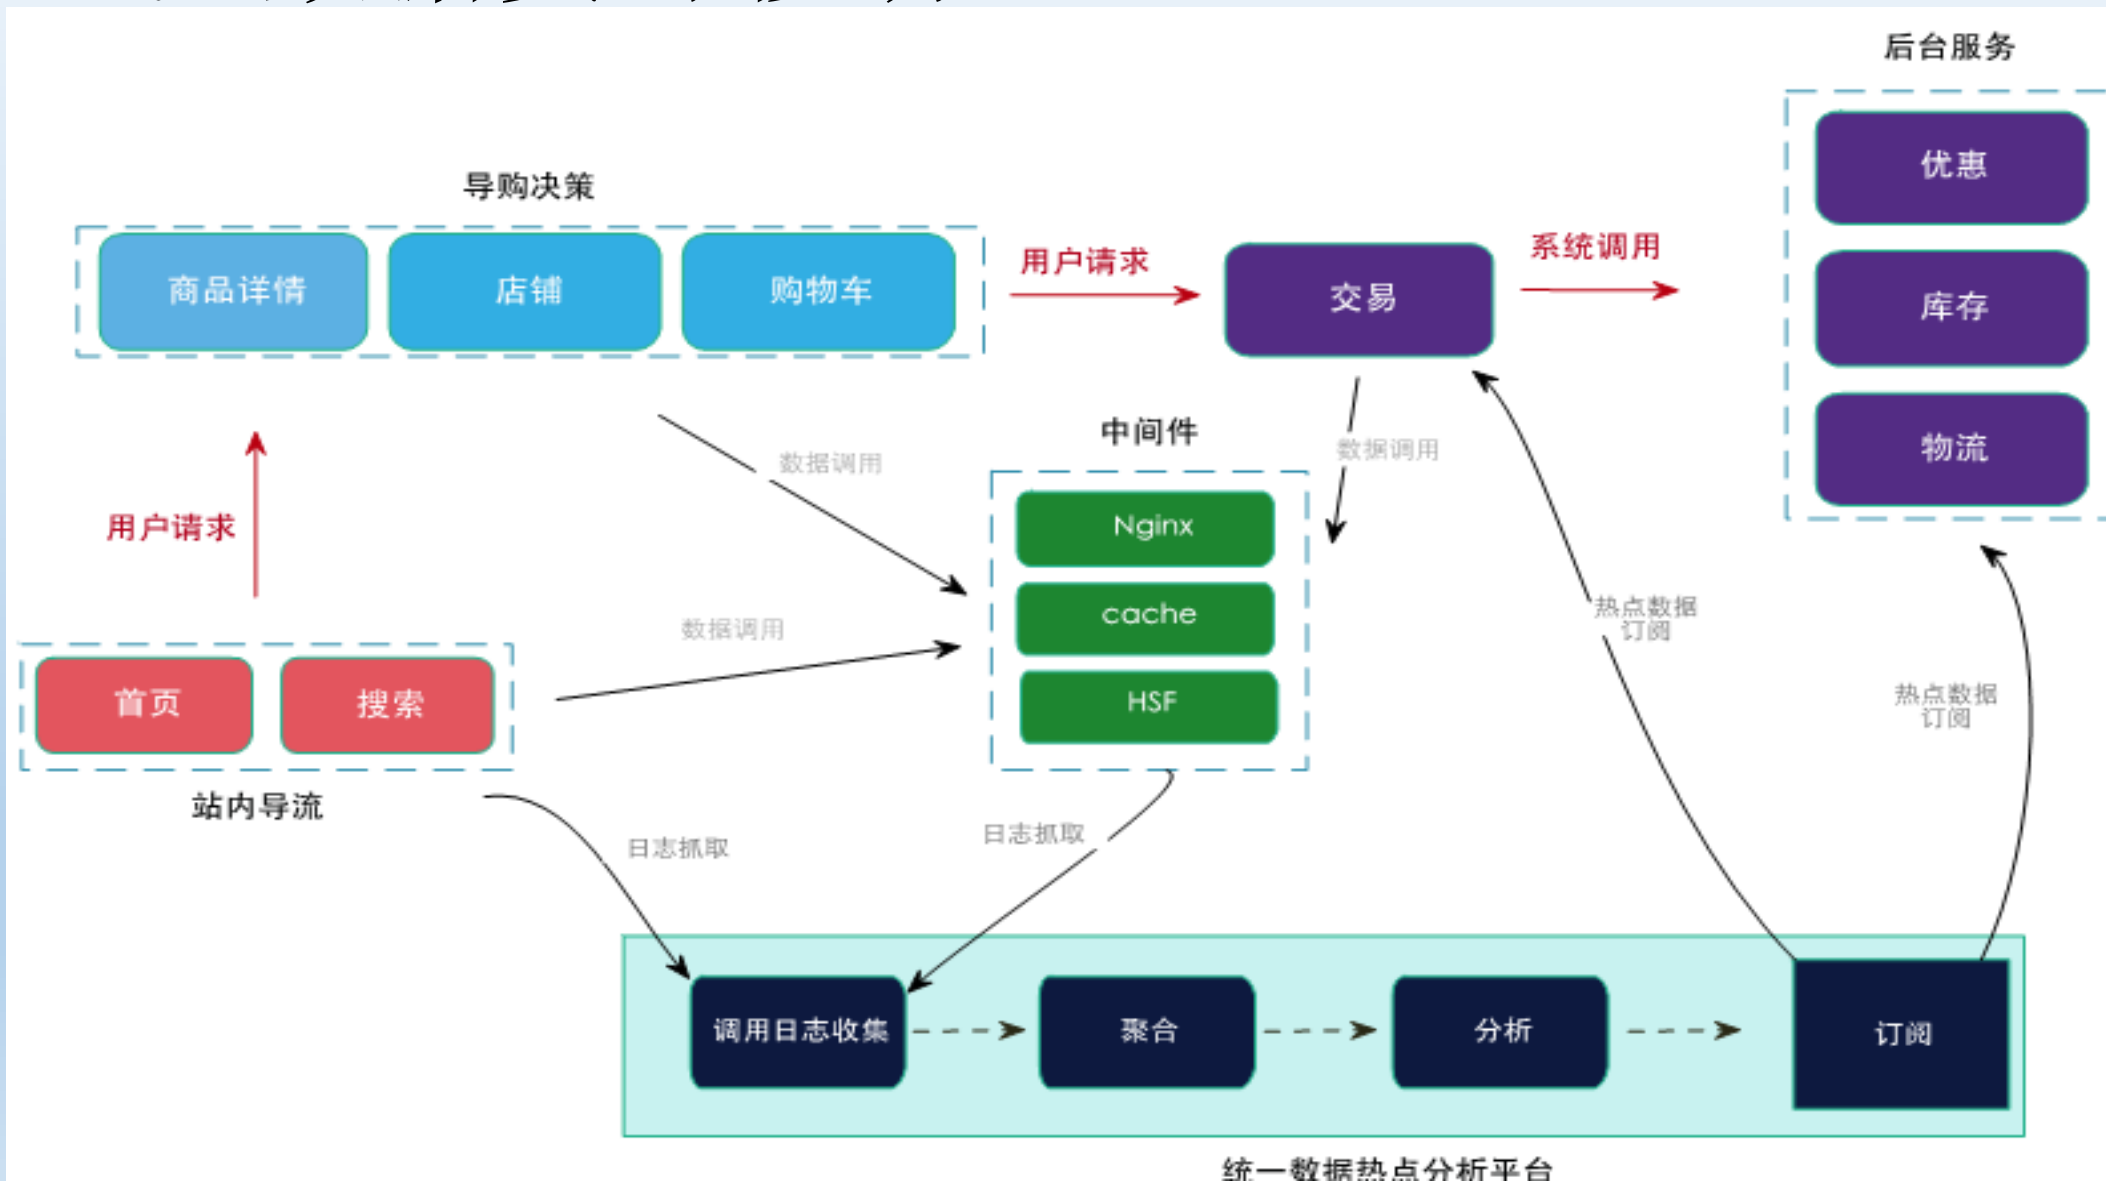 后台服务
优惠
导购决策
系统调用
用户请求
商品详情
店铺
购物车
交易
库存
中间件
数据调用
数据调用
物流
用户请求
Nginx
cache
热点数据
订阅
数据调用
首页
搜索
HSF
热点数据
订阅
站内导流
日志抓取
日志抓取
调用日志收集
聚合
分析
订阅
统一数据热点分析平台